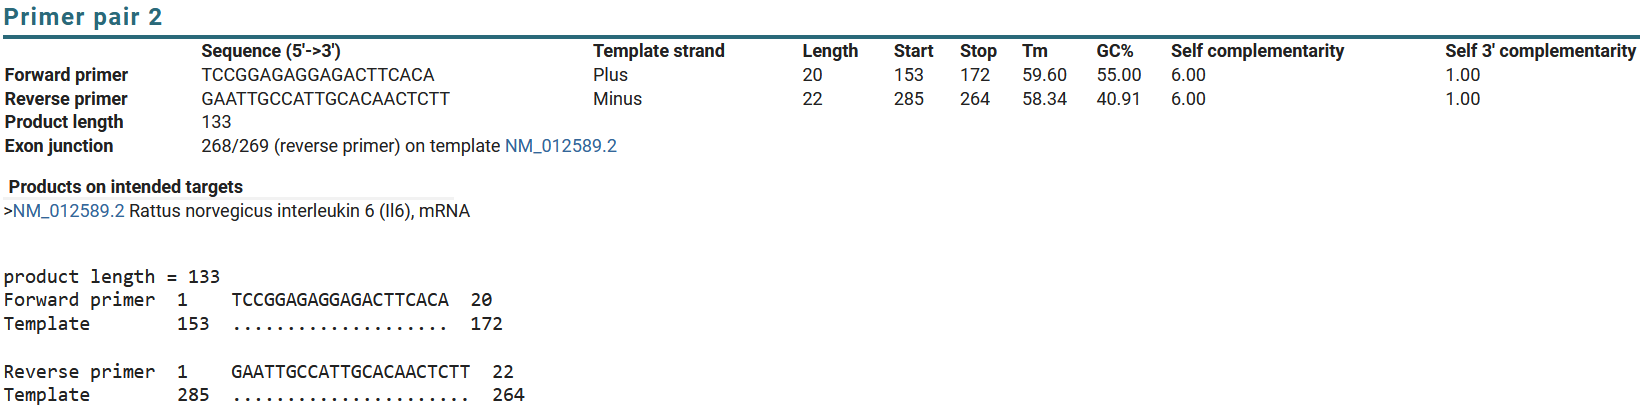 Primer pair 2
Sequence (5'->3') Template strand Length Start Stop Tm GC% Self complementarity Self 3' complementarity
Forward primer TCCGGAGAGGAGACTTCACA Plus 20 153 172 59.60 55.00 6.00 1.00
Reverse primer GAATTGCCATTGCACAACTCTT Minus 22 285 264 58.34 40.91 6.00 1.00
Product length 133
Exon junction 268/269 (reverse primer) on template NM_012589.2
Products on intended targets
>NM_012589.2 Rattus norvegicus interleukin 6 (Il6), mRNA
product length = 133
Forward primer 1 TCCGGAGAGGAGACTTCACA 20
Template 153 .................... 172
Reverse primer 1 GAATTGCCATTGCACAACTCTT 22
Template 285 ...................... 264